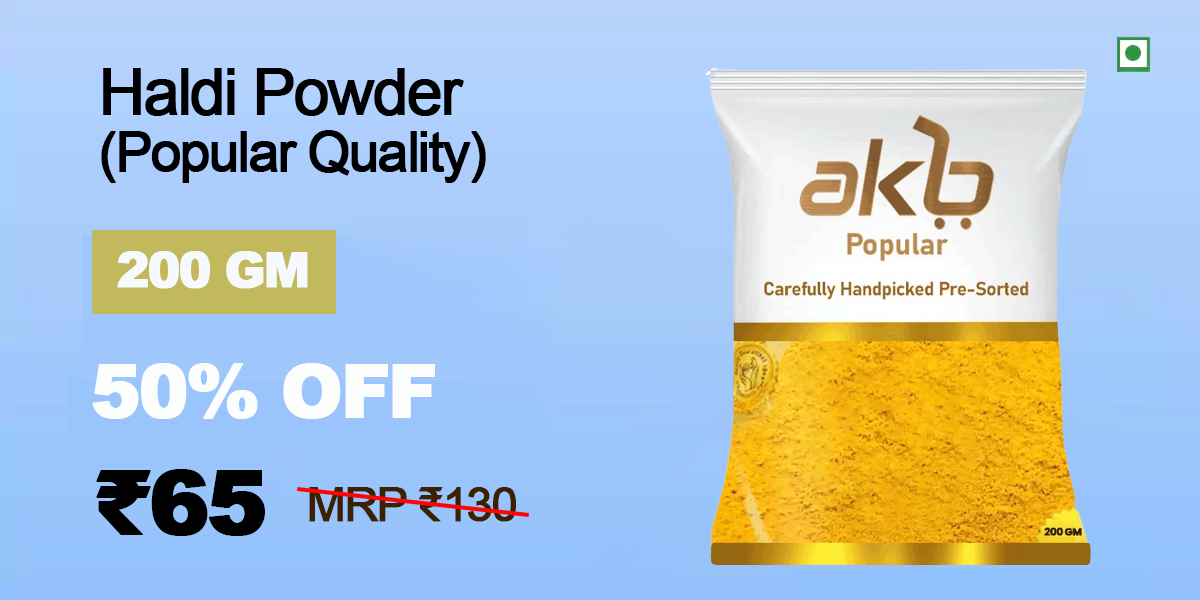 Haldi Powder
(Popular Quality)
200 GM
50% OFF
₹65 MRP ₹130
akb
Popular
Carefully Handpicked Pre-Sorted
200 GM